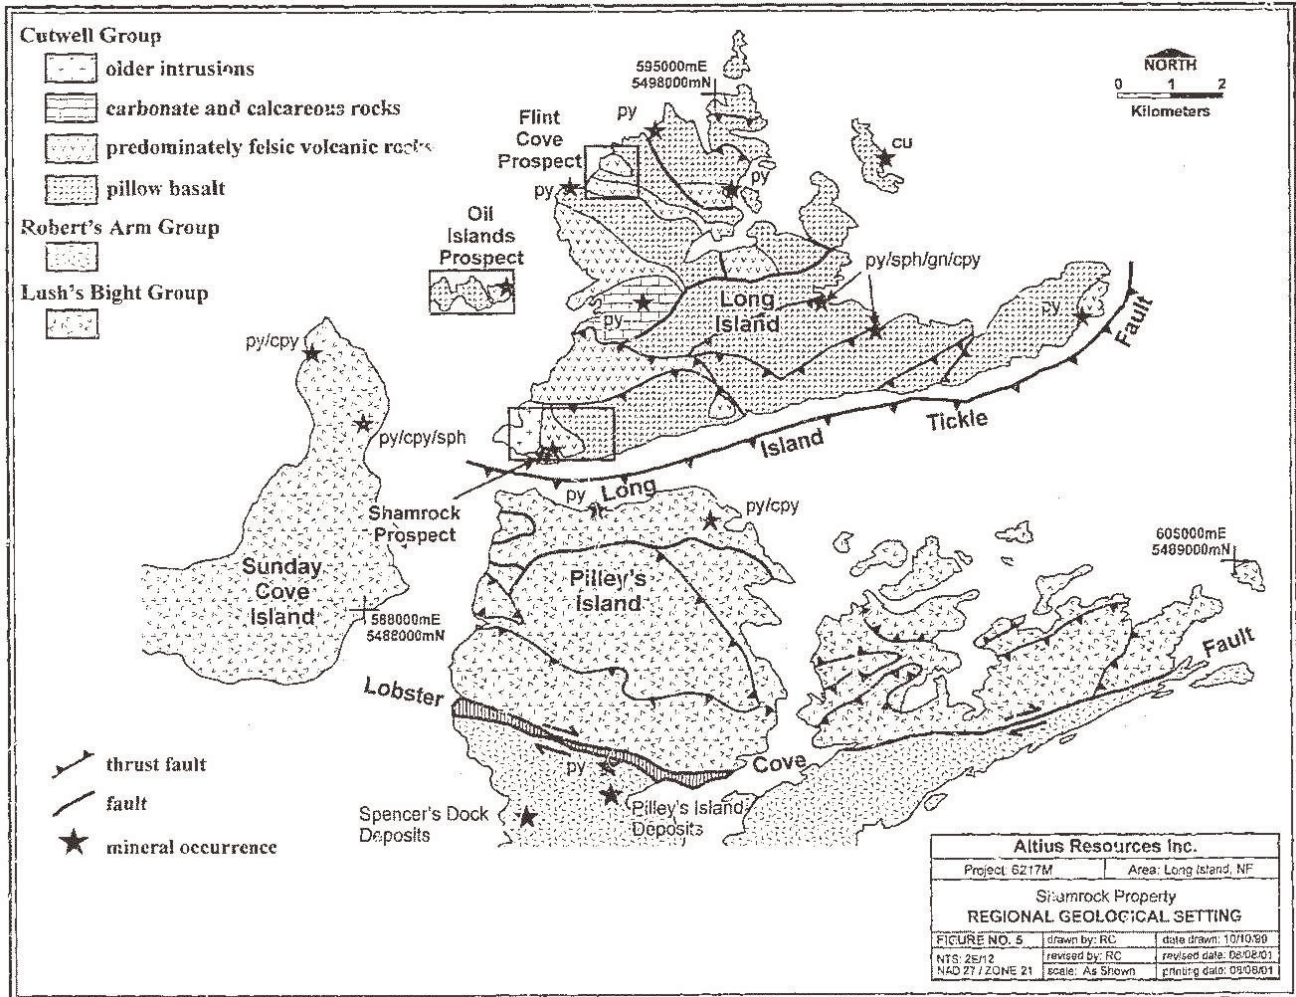 Cutwell Group
older intrusions
carbonate and calcareous rocks
predominately felsic volcanic rocks
pillow basalt
Robert's Arm Group
Lush's Bight Group
595000mE
5498000mN
NORTH
0 1 2
Kilometers
Flint
Cove
Prospect
py
py
py
cu
Oil
Islands
Prospect
py/sph/gn/cpy
Long
Island
py
py
py/cpy
py/cpy/sph
Shamrock
Prospect
Long
Island
Tickle
Fault
py
py/cpy
Sunday
Cove
Island
588000mE
5488000mN
Pilley's
Island
605000mE
5489000mN
Lobster
Cove
Fault
py
Spencer's Dock
Deposits
Pilley's Island
Deposits
thrust fault
fault
mineral occurrence
Altius Resources Inc.
Project: 6217M
Area: Long Island, NF
Shamrock Property
REGIONAL GEOLOGICAL SETTING
FIGURE NO. 5
drawn by: RC
date drawn: 10/10/99
NTS: 2E/12
NAD 27 / ZONE 21
revised by: RC
revised date: 08/08/01
scale: As Shown
printing date: 08/08/01